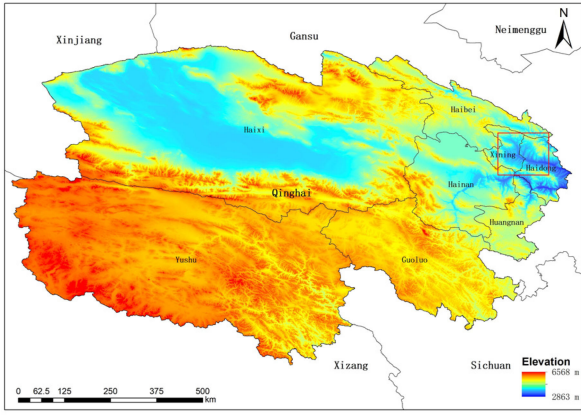 Xinjiang
Gansu
Neimenggu
N
Haibei
Haixi
Xining
Haidong
Qinghai
Hainan
Huangnan
Yushu
Guoluo
Xizang
Sichuan
Elevation
6568 m
2863 m
0 62.5 125 250 375 500
km